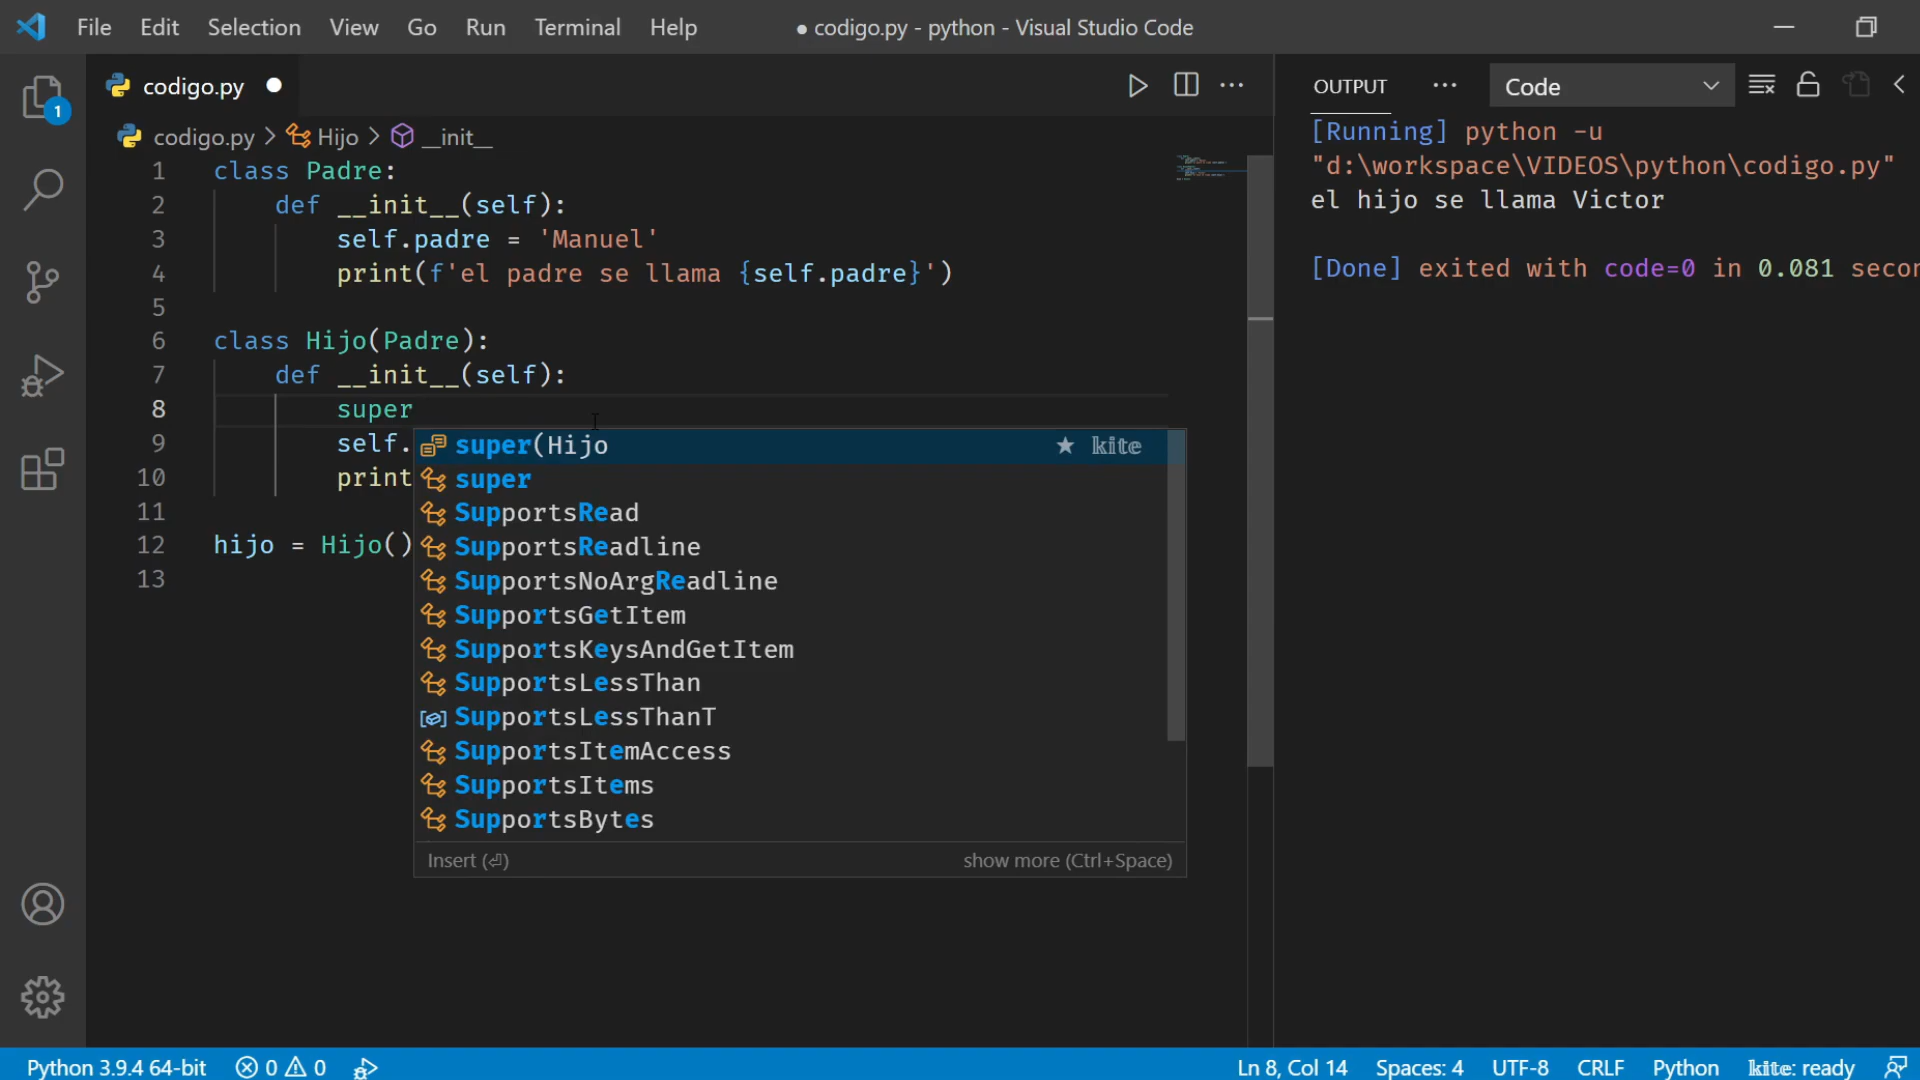 File Edit Selection View Go Run Terminal Help ● codigo.py - python - Visual Studio Code
codigo.py ●
OUTPUT ··· Code
1
codigo.py > Hijo > __init__
1 class Padre:
2 def __init__(self):
3 self.padre = 'Manuel'
4 print(f'el padre se llama {self.padre}')
5
6 class Hijo(Padre):
7 def __init__(self):
8 super
9 self.
10 print
11
12 hijo = Hijo()
13
super(Hijo ★ kite
super
SupportsRead
SupportsReadline
SupportsNoArgReadline
SupportsGetItem
SupportsKeysAndGetItem
SupportsLessThan
SupportsLessThanT
SupportsItemAccess
SupportsItems
SupportsBytes
Insert (⏎) show more (Ctrl+Space)
[Running] python -u
"d:\workspace\VIDEOS\python\codigo.py"
el hijo se llama Victor
[Done] exited with code=0 in 0.081 secon
Python 3.9.4 64-bit 0 0 Ln 8, Col 14 Spaces: 4 UTF-8 CRLF Python kite: ready